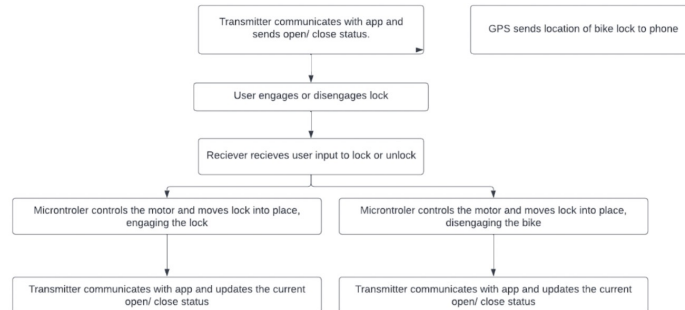 Transmitter communicates with app and
sends open/ close status.
GPS sends location of bike lock to phone
User engages or disengages lock
Reciever recieves user input to lock or unlock
Microntroler controls the motor and moves lock into place,
engaging the lock
Microntroler controls the motor and moves lock into place,
disengaging the bike
Transmitter communicates with app and updates the current
open/ close status
Transmitter communicates with app and updates the current
open/ close status